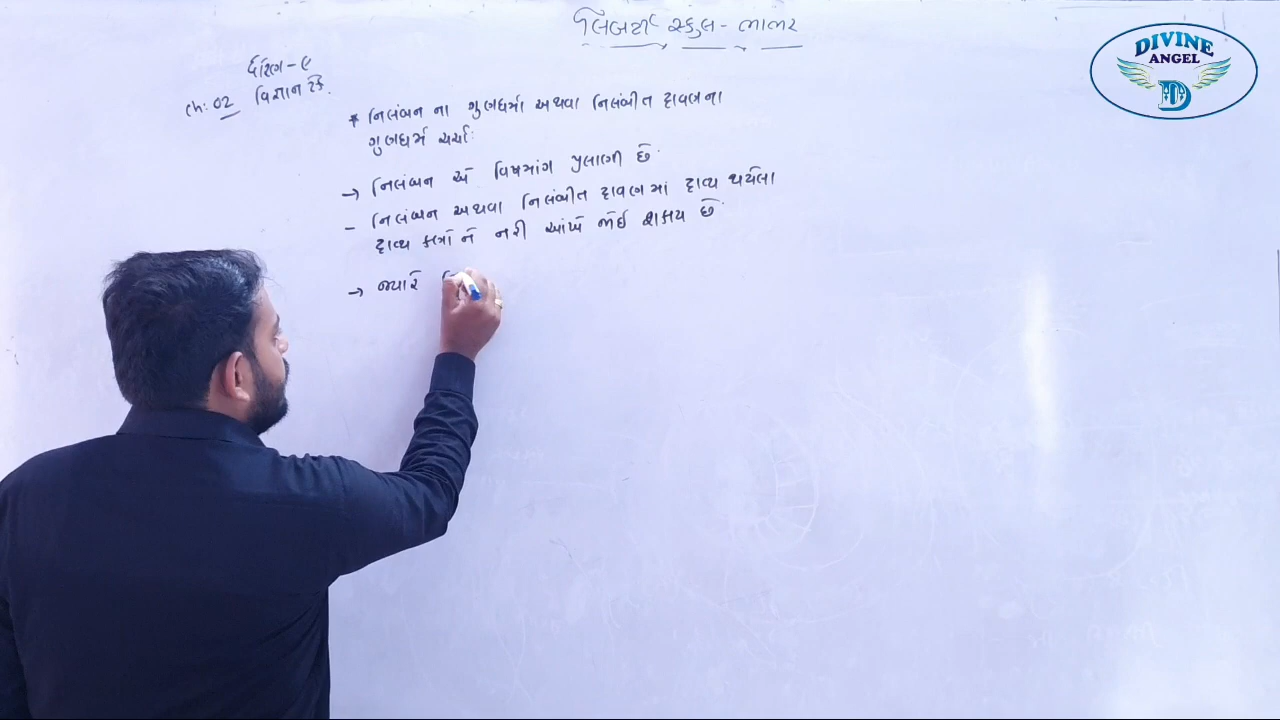 લિબર્ટી સ્કુલ - ભાભર
DIVINE
ANGEL
D
ધોરણ - ૯
ch: 02 વિજ્ઞાન ટેક.
* નિલંબન ના ગુણધર્મો અથવા નિલંબીત દ્રાવણના
ગુણધર્મ ચર્ચો:
→ નિલંબન એ વિષમાંગ પ્રણાલી છે.
- નિલંબન અથવા નિલંબીત દ્રાવણ માં દ્રાવ્ય થયેલા
દ્રાવ્ય કણો ને નરી આંખે જોઈ શકાય છે.
→ જ્યારે